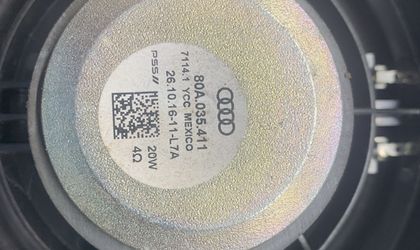 80A.035.411
7114.1 YCC MEXICO
26.10.16-11-L7A
PSS//
20W
4Ω